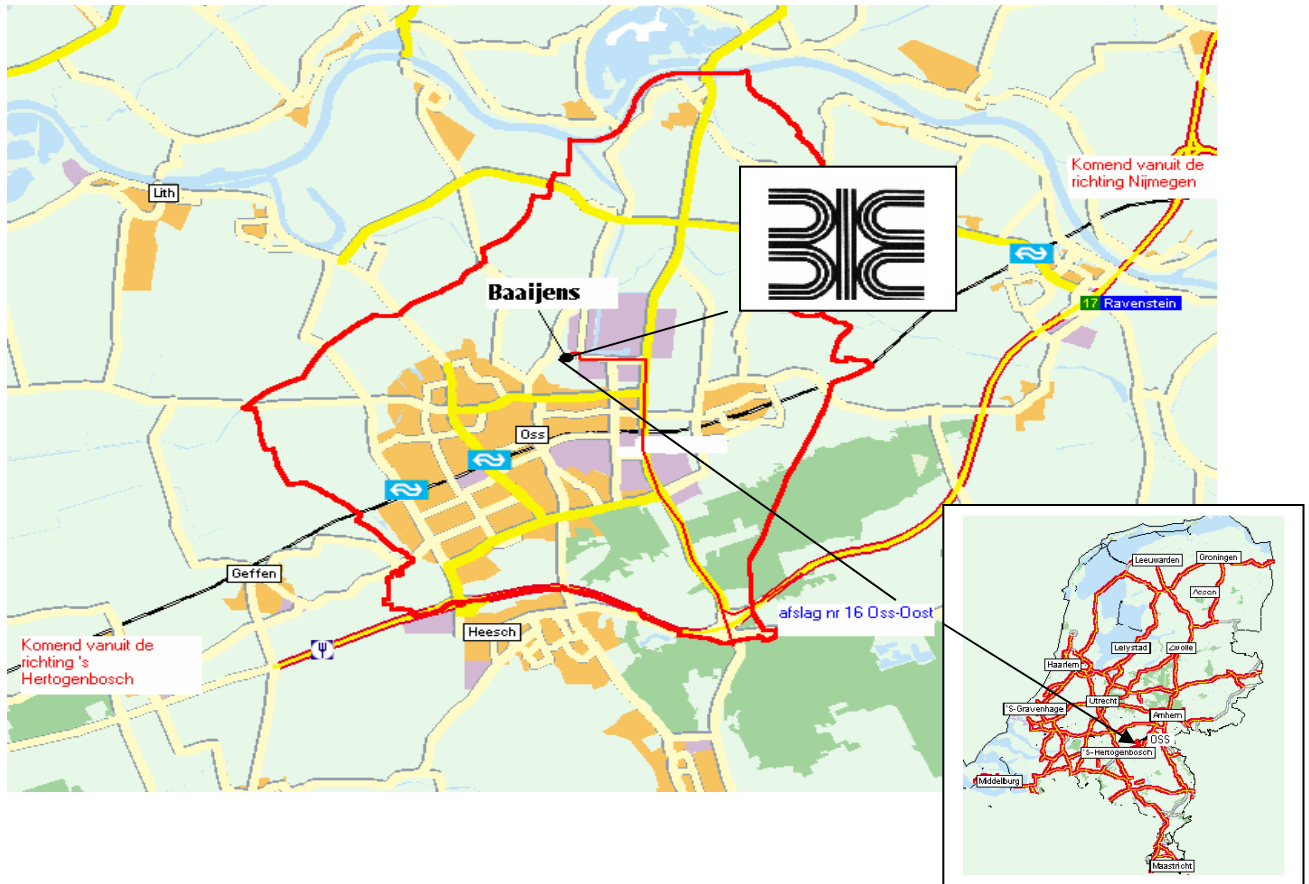 Komend vanuit de
richting Nijmegen
Lith
Baaijens
17 Ravenstein
Oss
Geffen
afslag nr 16 Oss-Oost
Heesch
Komend vanuit de
richting 's
Hertogenbosch
Leeuwarden
Groningen
Assen
Lelystad
Zwolle
Haarlem
Utrecht
'S-Gravenhage
Arnhem
OSS
'S-Hertogenbosch
Middelburg
Maastricht